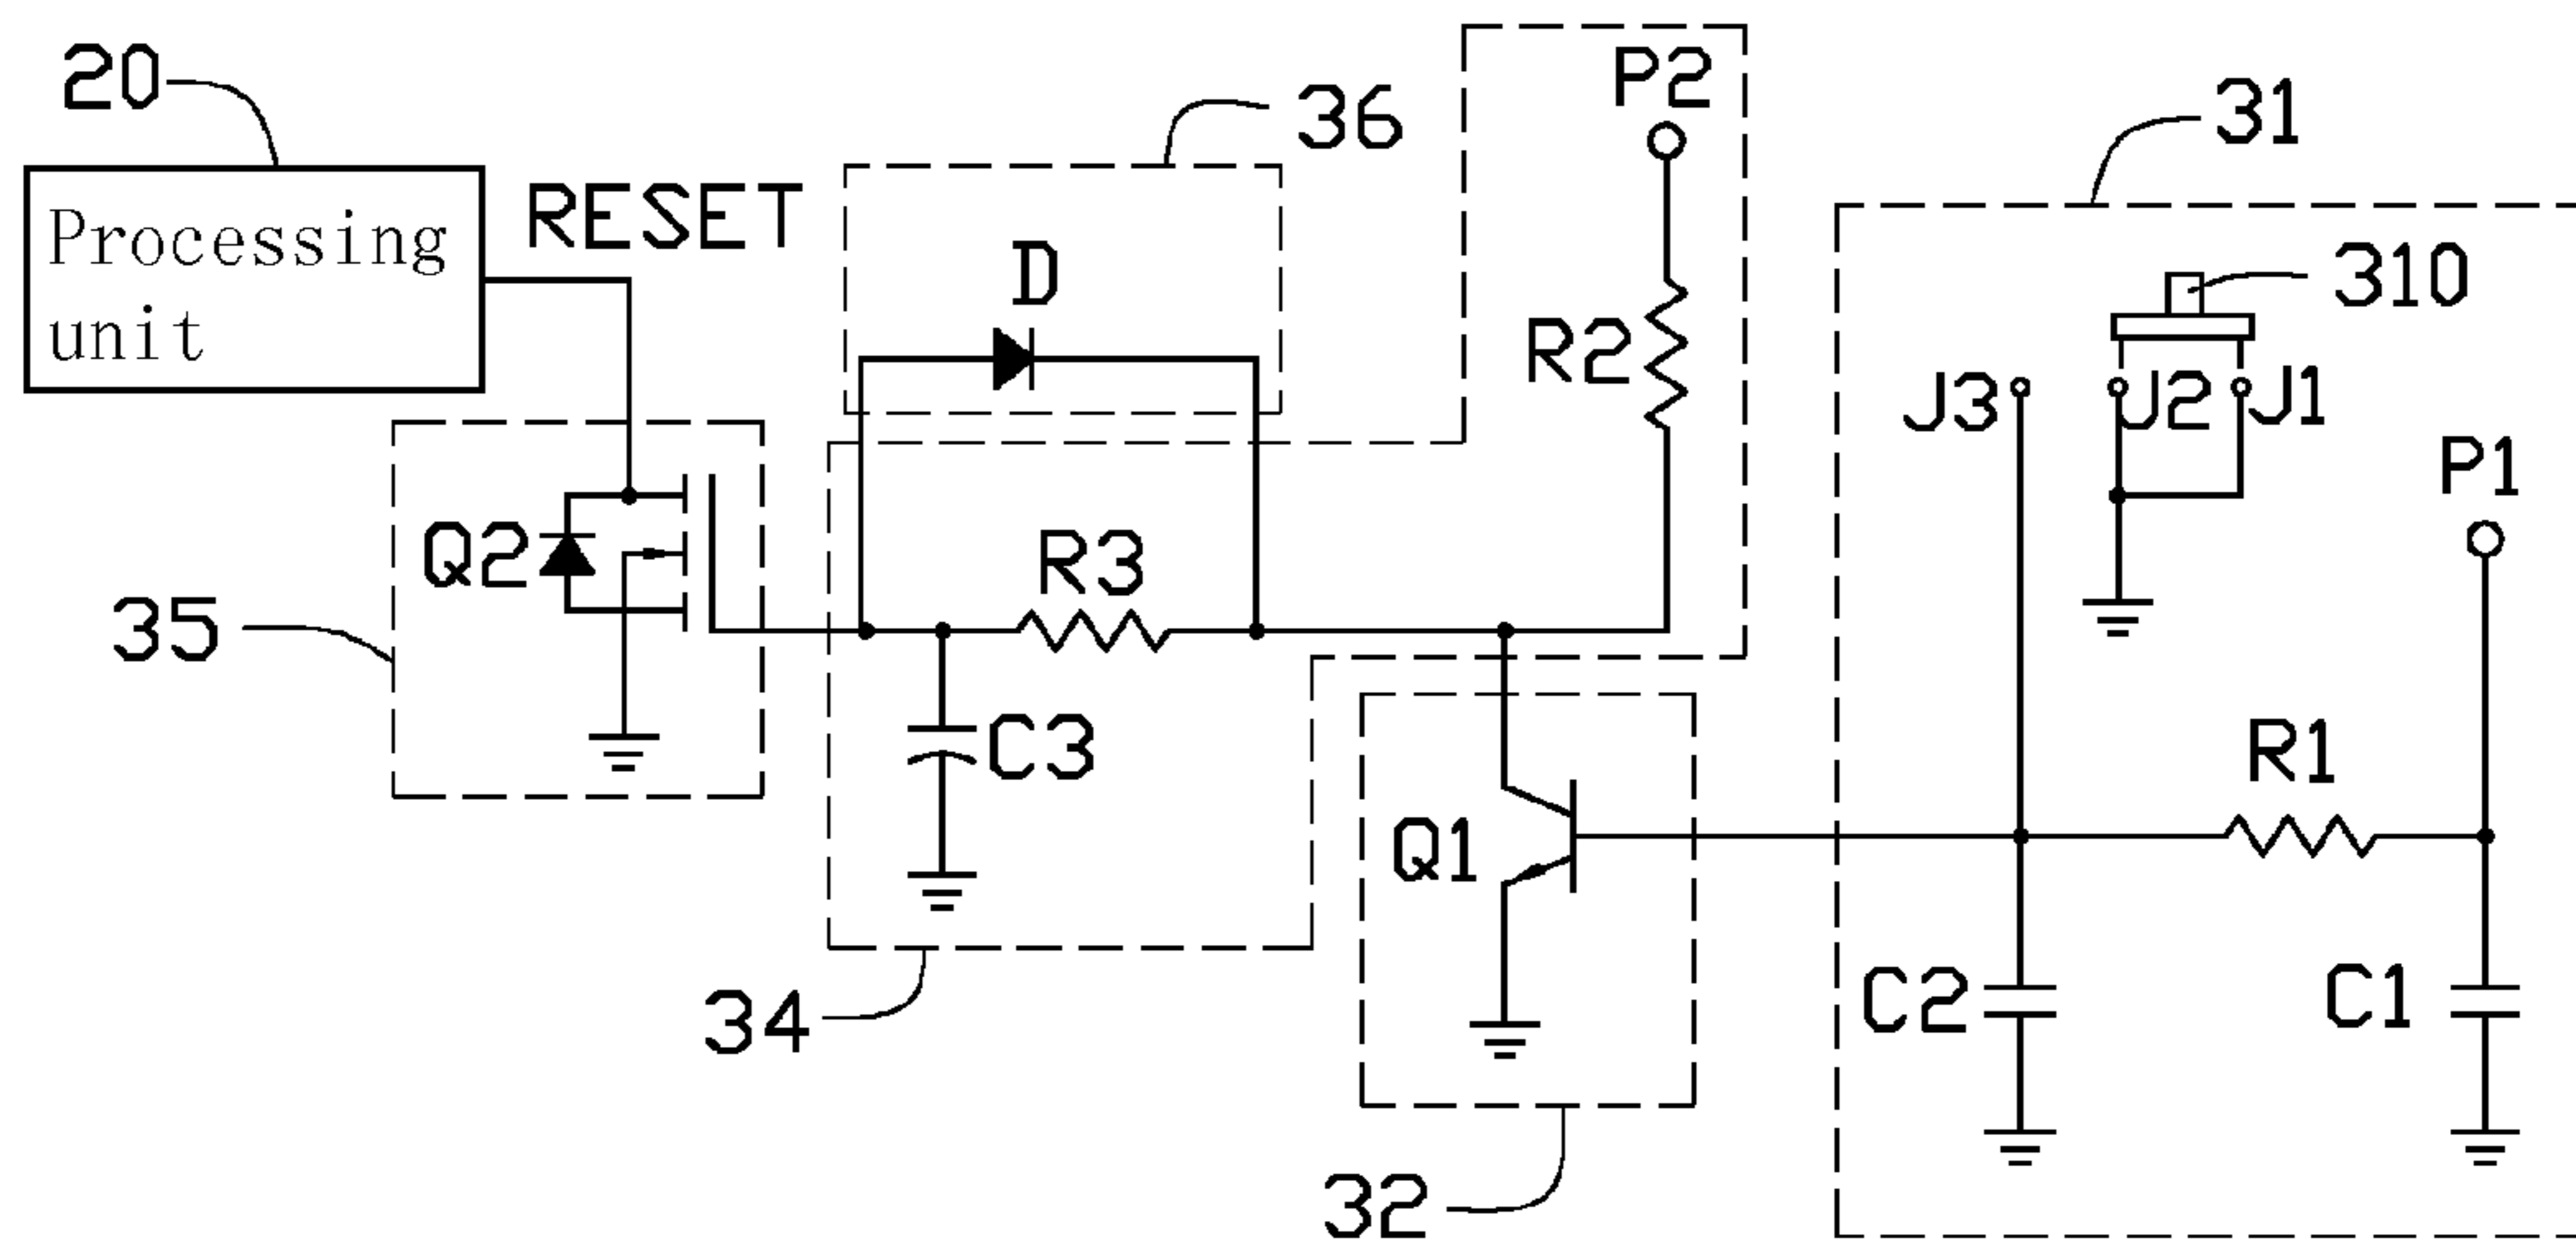 20
Processing
unit
RESET
36
D
P2
R2
31
310
J3
J2
J1
P1
Q2
35
R3
C3
34
Q1
32
R1
C2
C1